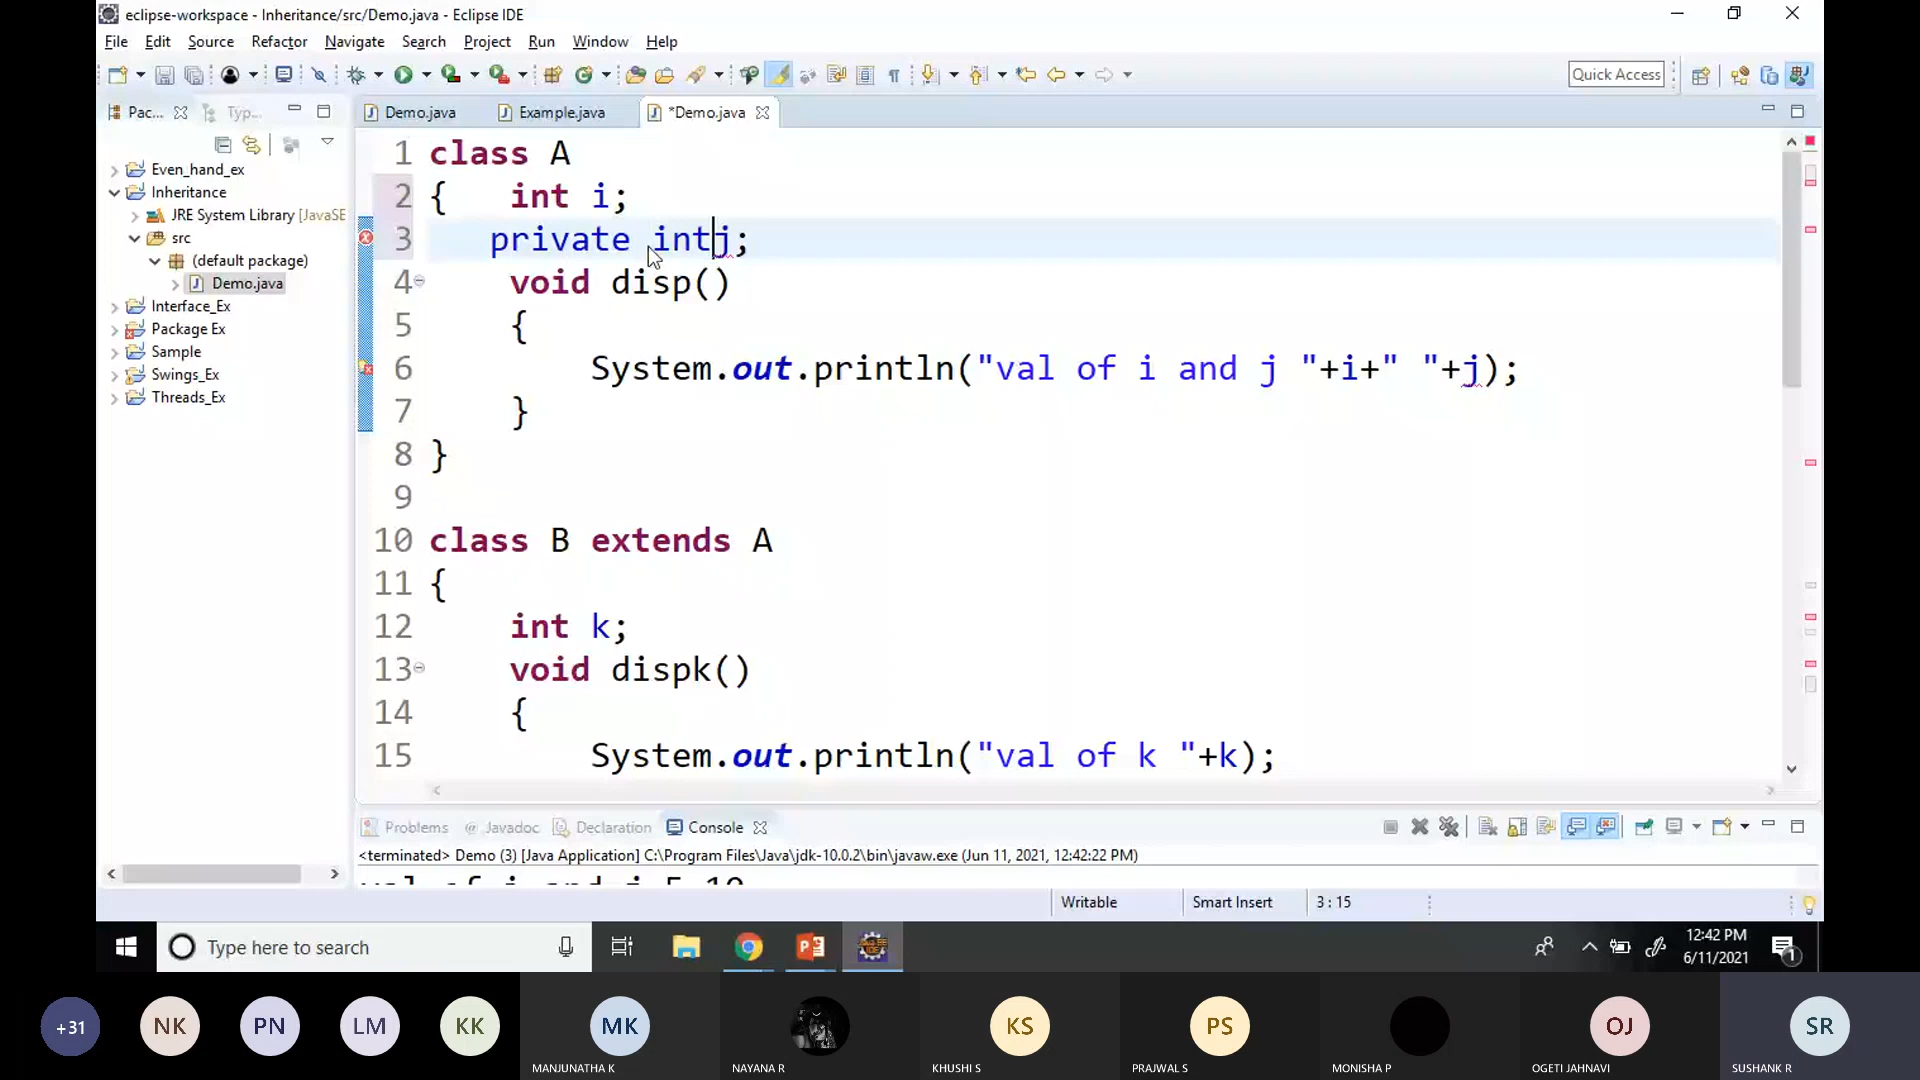 eclipse-workspace - Inheritance/src/Demo.java - Eclipse IDE
File Edit Source Refactor Navigate Search Project Run Window Help
Quick Access
Pac... Typ...
Demo.java Example.java *Demo.java
Even_hand_ex
Inheritance
JRE System Library [JavaSE
src
(default package)
Demo.java
Interface_Ex
Package Ex
Sample
Swings_Ex
Threads_Ex
1 class A
2 { int i;
3 private intj;
4 void disp()
5 {
6 System.out.println("val of i and j "+i+" "+j);
7 }
8 }
9
10 class B extends A
11 {
12 int k;
13 void dispk()
14 {
15 System.out.println("val of k "+k);
Problems @ Javadoc Declaration Console
<terminated> Demo (3) [Java Application] C:\Program Files\Java\jdk-10.0.2\bin\javaw.exe (Jun 11, 2021, 12:42:22 PM)
val of i and j 5 10
Writable Smart Insert 3 : 15
Type here to search
12:42 PM
6/11/2021
1
+31 NK PN LM KK MK KS PS OJ SR
MANJUNATHA K NAYANA R KHUSHI S PRAJWAL S MONISHA P OGETI JAHNAVI SUSHANK R